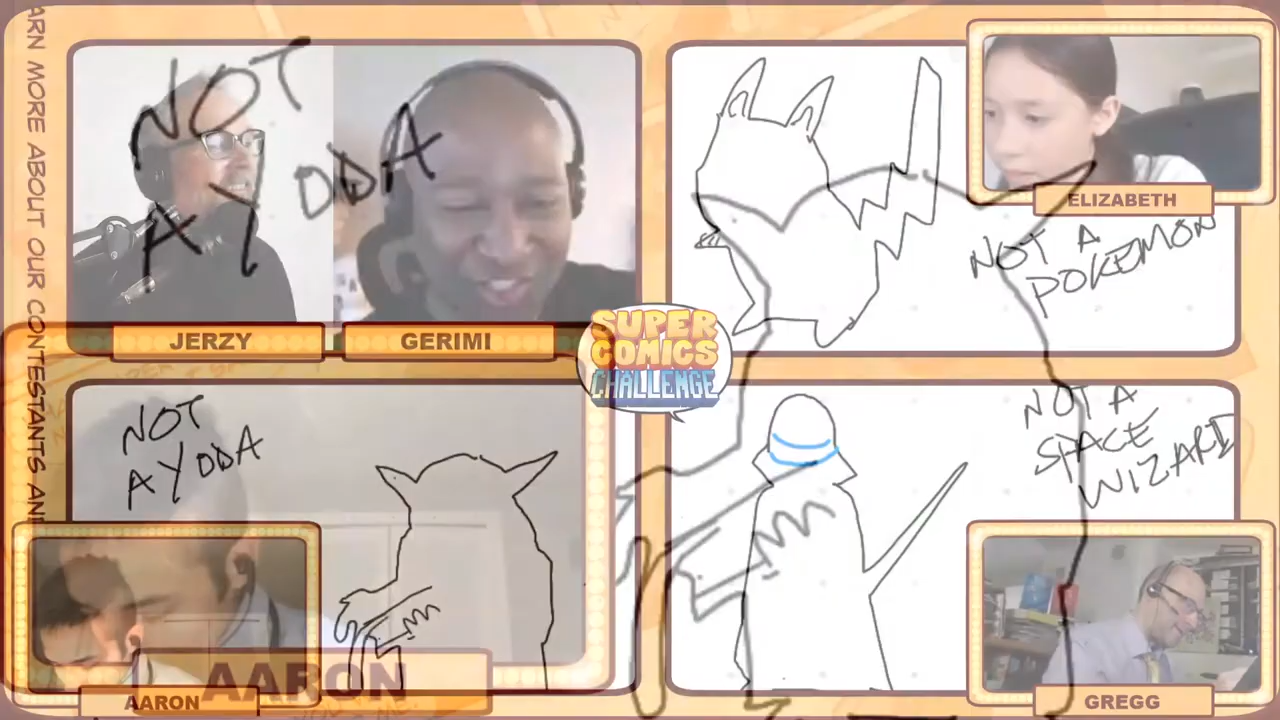 ARN MORE ABOUT OUR CONTESTANTS AND
NOT
A YODA
JERZY
GERIMI
ELIZABETH
NOT A
POKEMON
SUPER
COMICS
CHALLENGE
NOT
A YODA
AARON
AARON
NOT A
SPACE
WIZARD
GREGG